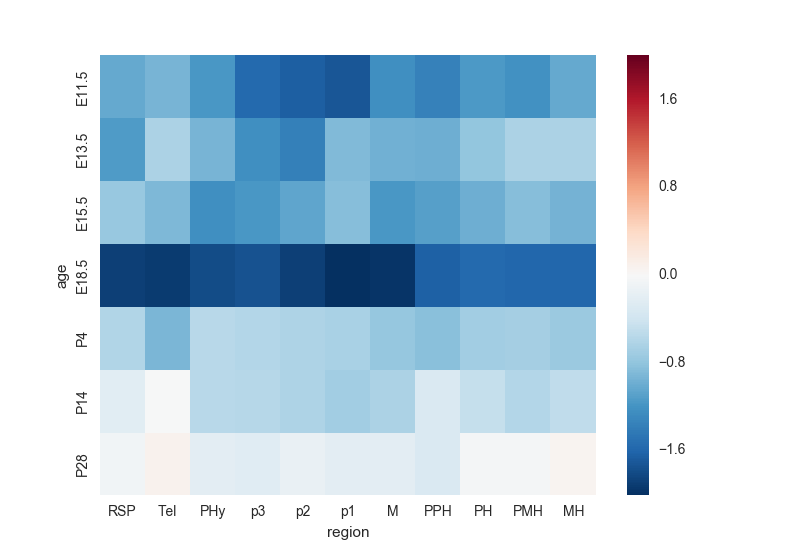 E11.5
E13.5
E15.5
E18.5
P4
P14
P28
age
RSP Tel PHy p3 p2 p1 M PPH PH PMH MH
region
1.6
0.8
0.0
−0.8
−1.6